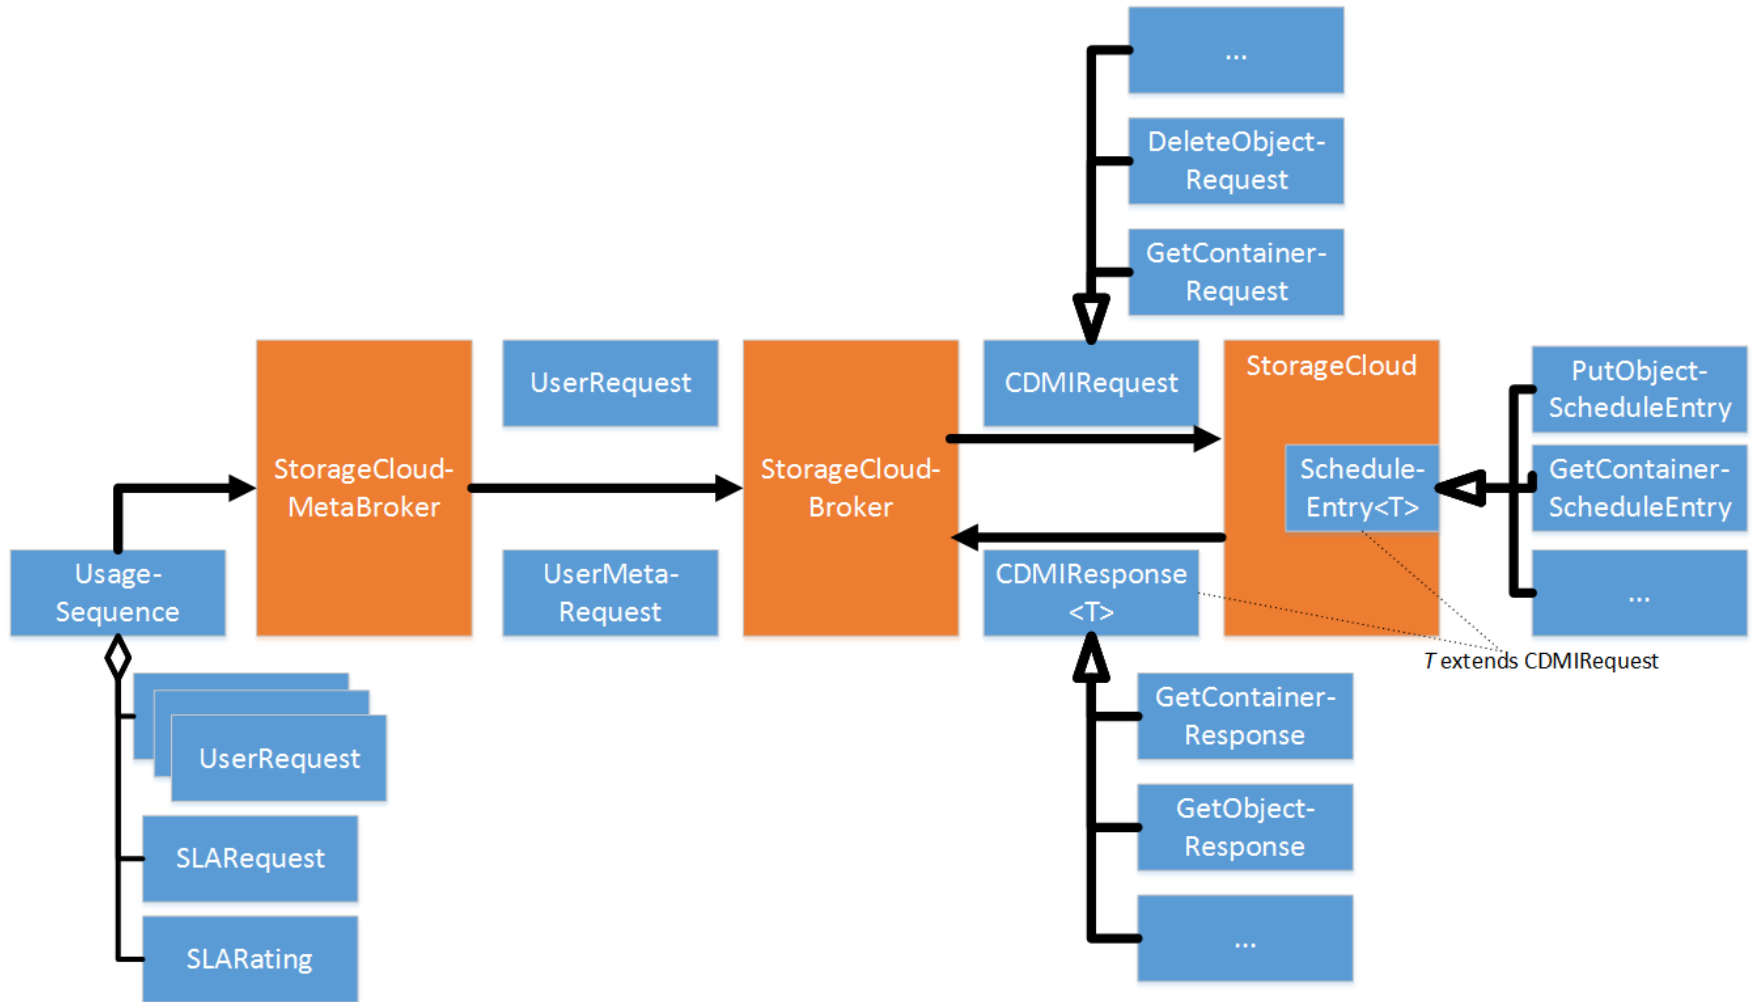 ...
DeleteObject-
Request
GetContainer-
Request
UserRequest
CDMIRequest
StorageCloud
PutObject-
ScheduleEntry
StorageCloud-
MetaBroker
StorageCloud-
Broker
Schedule-
Entry<T>
GetContainer-
ScheduleEntry
Usage-
Sequence
UserMeta-
Request
CDMIResponse
<T>
...
T extends CDMIRequest
UserRequest
GetContainer-
Response
SLARequest
GetObject-
Response
SLARating
...